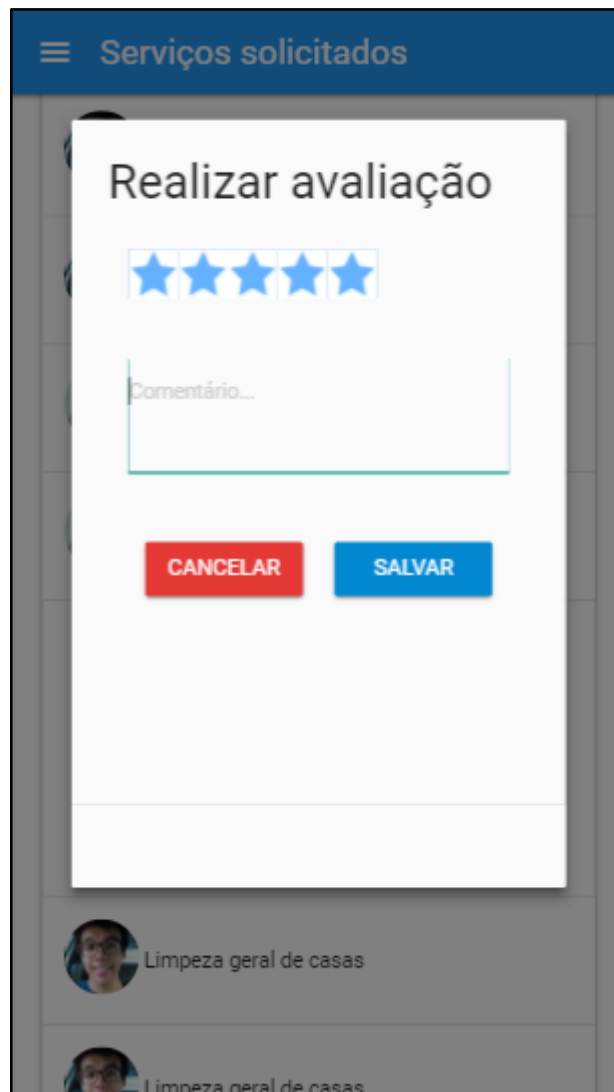 Serviços solicitados
Realizar avaliação
Comentário...
CANCELAR SALVAR
Limpeza geral de casas
Limpeza geral de casas